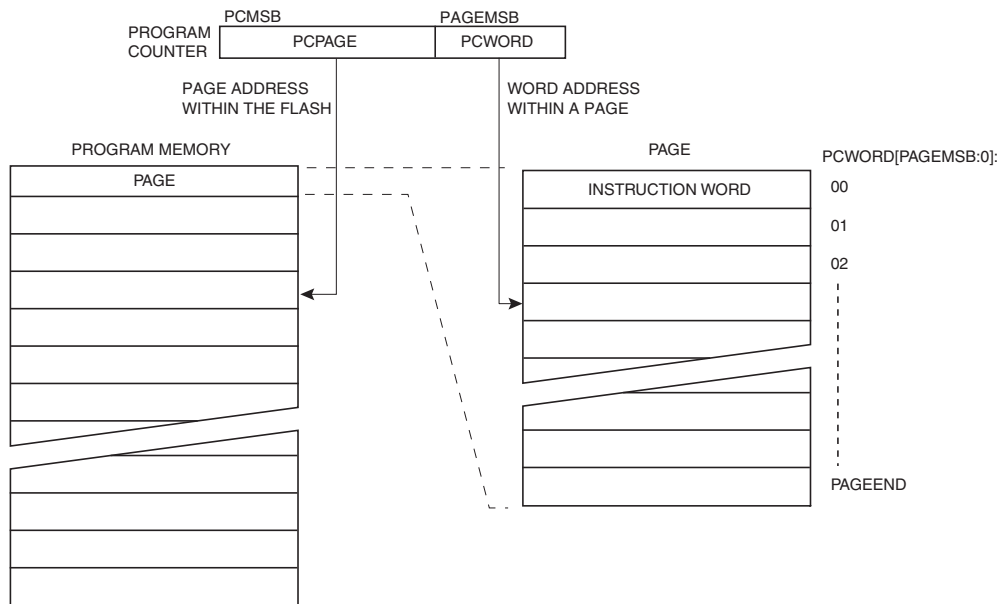 PCMSB
PAGEMSB
PROGRAM
COUNTER
PCPAGE
PCWORD
PAGE ADDRESS
WITHIN THE FLASH
WORD ADDRESS
WITHIN A PAGE
PROGRAM MEMORY
PAGE
PAGE
PCWORD[PAGEMSB:0]:
INSTRUCTION WORD
00
01
02
PAGEEND